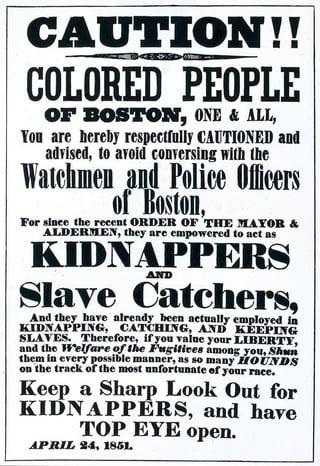 CAUTION!!
COLORED PEOPLE
OF BOSTON, ONE & ALL,
You are hereby respectfully CAUTIONED and
advised, to avoid conversing with the
Watchmen and Police Officers
of Boston,
For since the recent ORDER OF THE MAYOR &
ALDERMEN, they are empowered to act as
KIDNAPPERS
AND
Slave Catchers,
And they have already been actually employed in
KIDNAPPING, CATCHING, AND KEEPING
SLAVES. Therefore, if you value your LIBERTY,
and the Welfare of the Fugitives among you, Shun
them in every possible manner, as so many HOUNDS
on the track of the most unfortunate of your race.
Keep a Sharp Look Out for
KIDNAPPERS, and have
TOP EYE open.
APRIL 24, 1851.